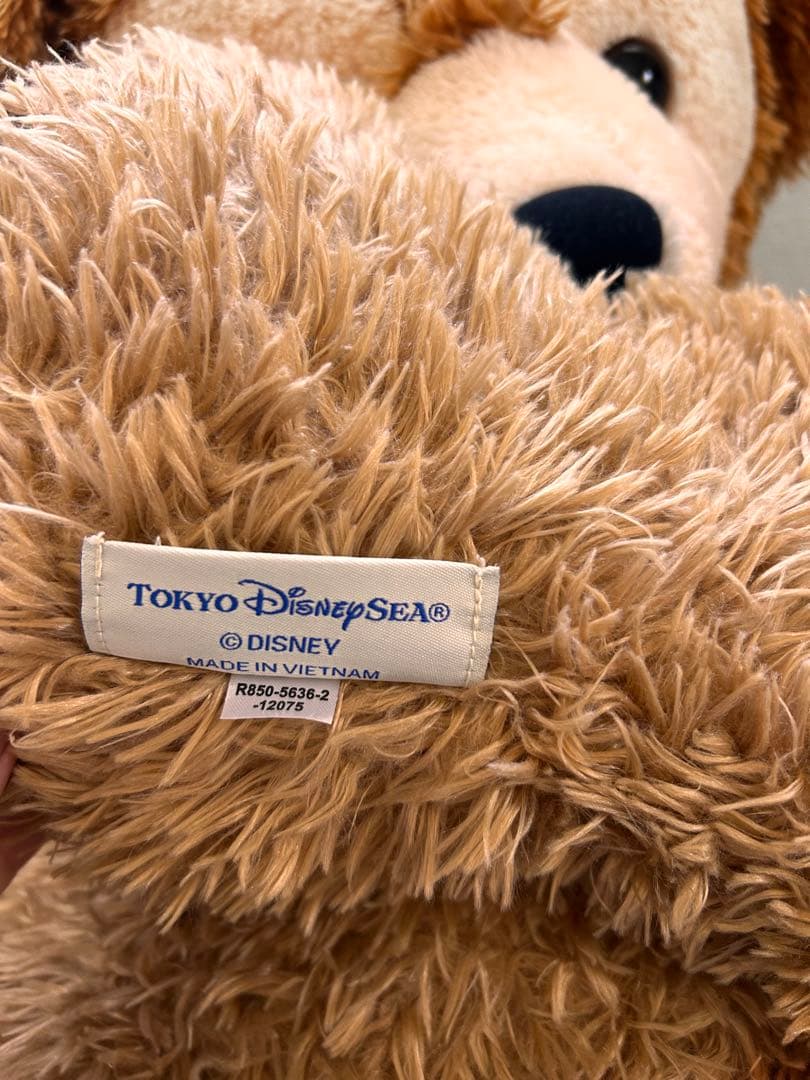 TOKYO DISNEYSEA®
© DISNEY
MADE IN VIETNAM
R850-5636-2
-12075